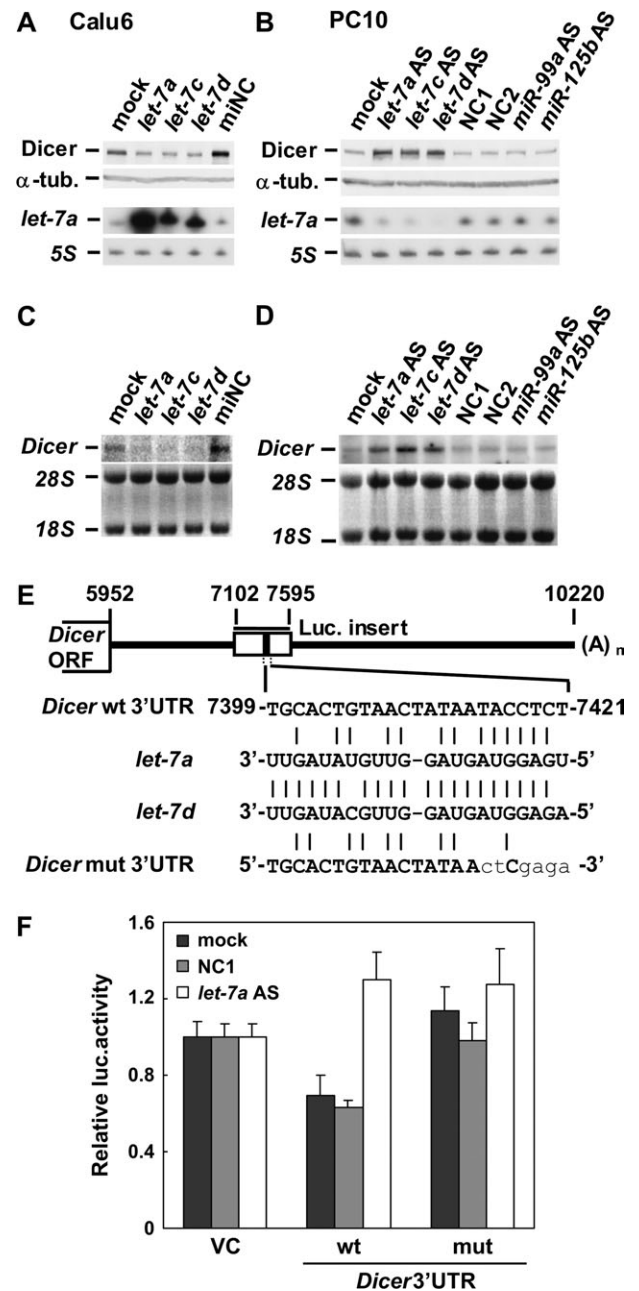 A Calu6
mock let-7a let-7c let-7d miNC
Dicer
α-tub.
let-7a
5S
B PC10
mock let-7a AS let-7c AS let-7d AS NC1 NC2 miR-99a AS miR-125b AS
Dicer
α-tub.
let-7a
5S
C
mock let-7a let-7c let-7d miNC
Dicer
28S
18S
D
mock let-7a AS let-7c AS let-7d AS NC1 NC2 miR-99a AS miR-125b AS
Dicer
28S
18S
E 5952 7102 7595 10220
Dicer ORF Luc. insert (A) n
Dicer wt 3'UTR 7399 -TGCACTGTAACTATAATACCTCT-7421
let-7a 3'-UUGAUAUGUUG-GAUGAUGGAGU-5'
let-7d 3'-UUGAUACGUUG-GAUGAUGGAGA-5'
Dicer mut 3'UTR 5'-TGCACTGTAACTATAActCgaga -3'
F
Relative luc.activity
1.6
1.2
0.8
0.4
0
mock
NC1
let-7a AS
VC wt mut
Dicer3'UTR